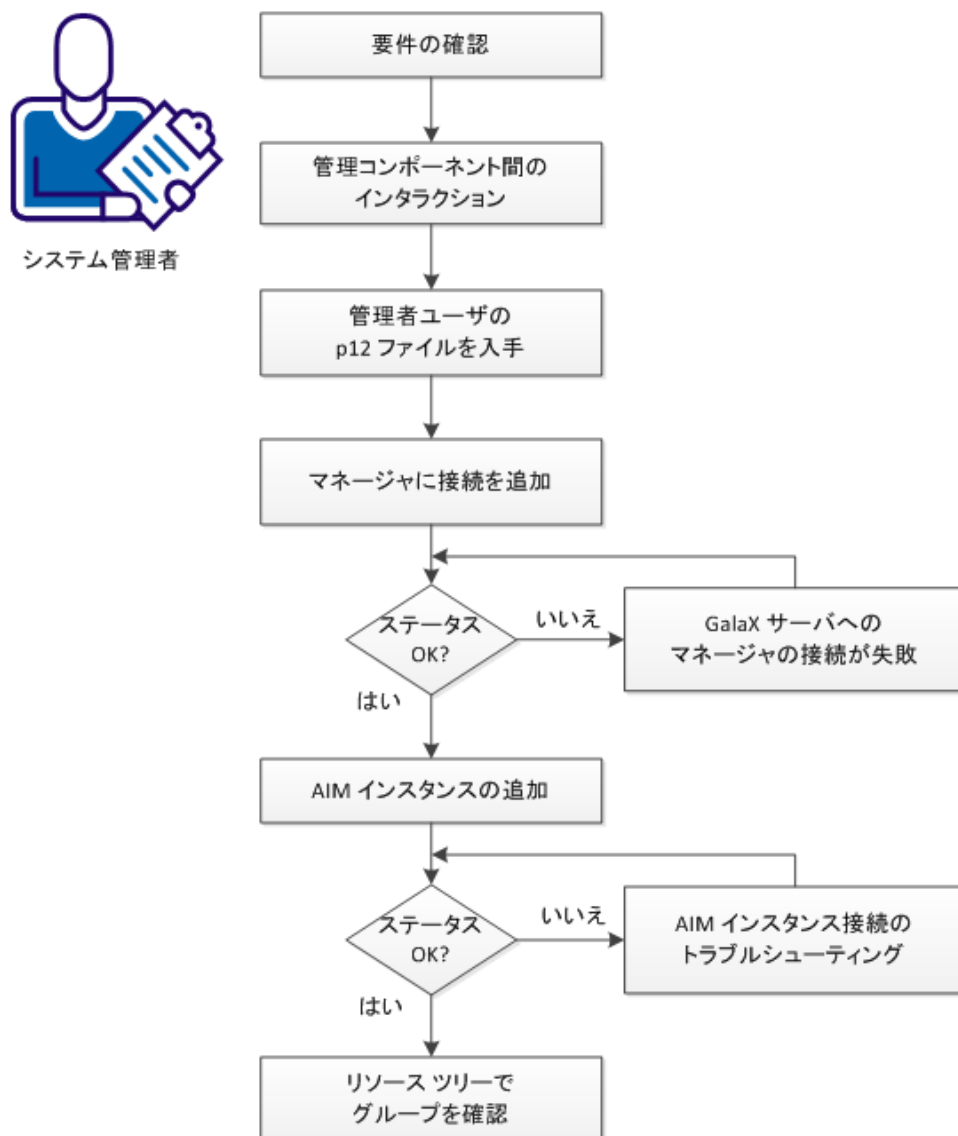 要件の確認
システム管理者
管理コンポーネント間の
インタラクション
管理者ユーザの
p12 ファイルを入手
マネージャに接続を追加
ステータス
OK?
いいえ
GalaX サーバへの
マネージャの接続が失敗
はい
AIM インスタンスの追加
ステータス
OK?
いいえ
AIM インスタンス接続の
トラブルシューティング
はい
リソース ツリーで
グループを確認